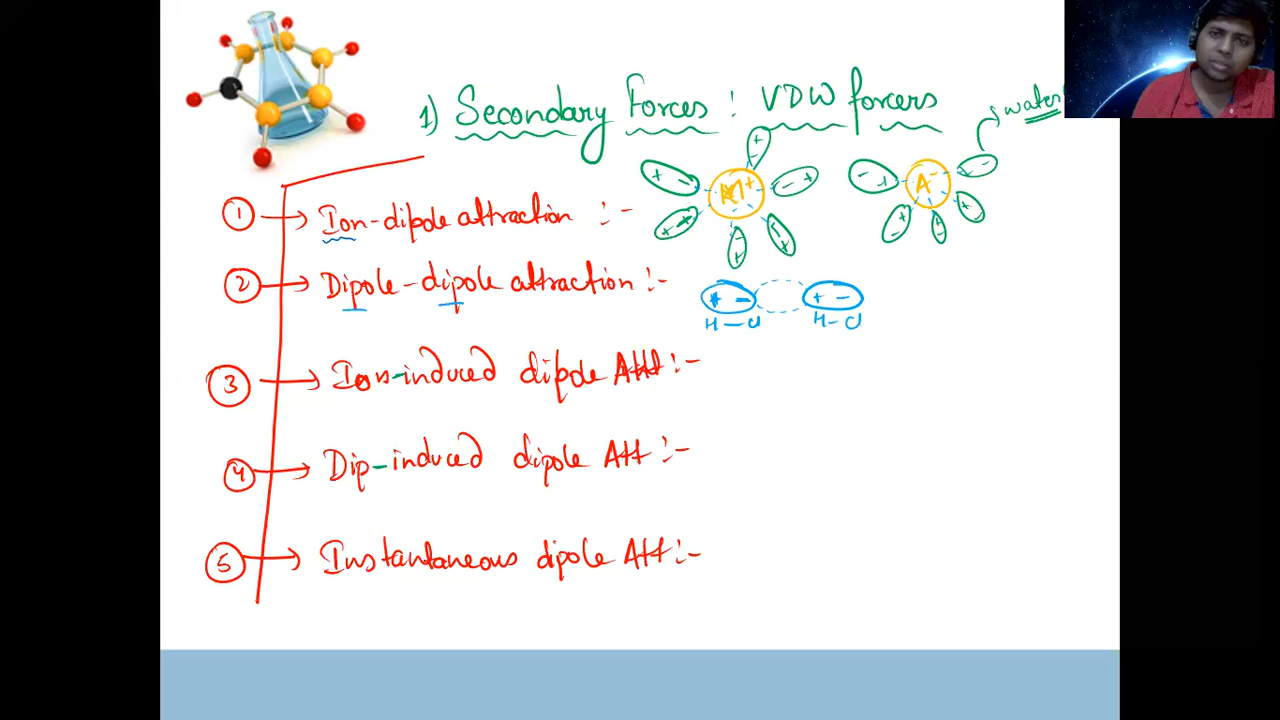 1) Secondary Forces : VDW forcers
water
① → Ion-dipole attraction :-
M+
A-
② → Dipole-dipole attraction :-
H-Cl H-Cl
③ → Ion-induced dipole Att :-
④ → Dip-induced dipole Att :-
⑤ → Instantaneous dipole Att :-